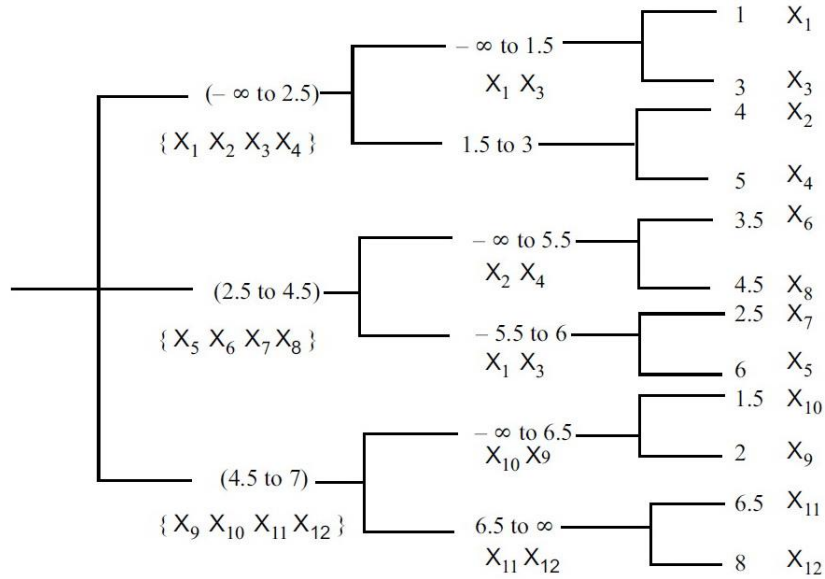 1 X₁
– ∞ to 1.5
X₁ X₃
3 X₃
(– ∞ to 2.5)
4 X₂
{ X₁ X₂ X₃ X₄ }
1.5 to 3
5 X₄
3.5 X₆
– ∞ to 5.5
X₂ X₄
4.5 X₈
(2.5 to 4.5)
2.5 X₇
{ X₅ X₆ X₇ X₈ }
– 5.5 to 6
X₁ X₃
6 X₅
1.5 X₁₀
– ∞ to 6.5
X₁₀ X₉
2 X₉
(4.5 to 7)
6.5 X₁₁
{ X₉ X₁₀ X₁₁ X₁₂ }
6.5 to ∞
X₁₁ X₁₂
8 X₁₂